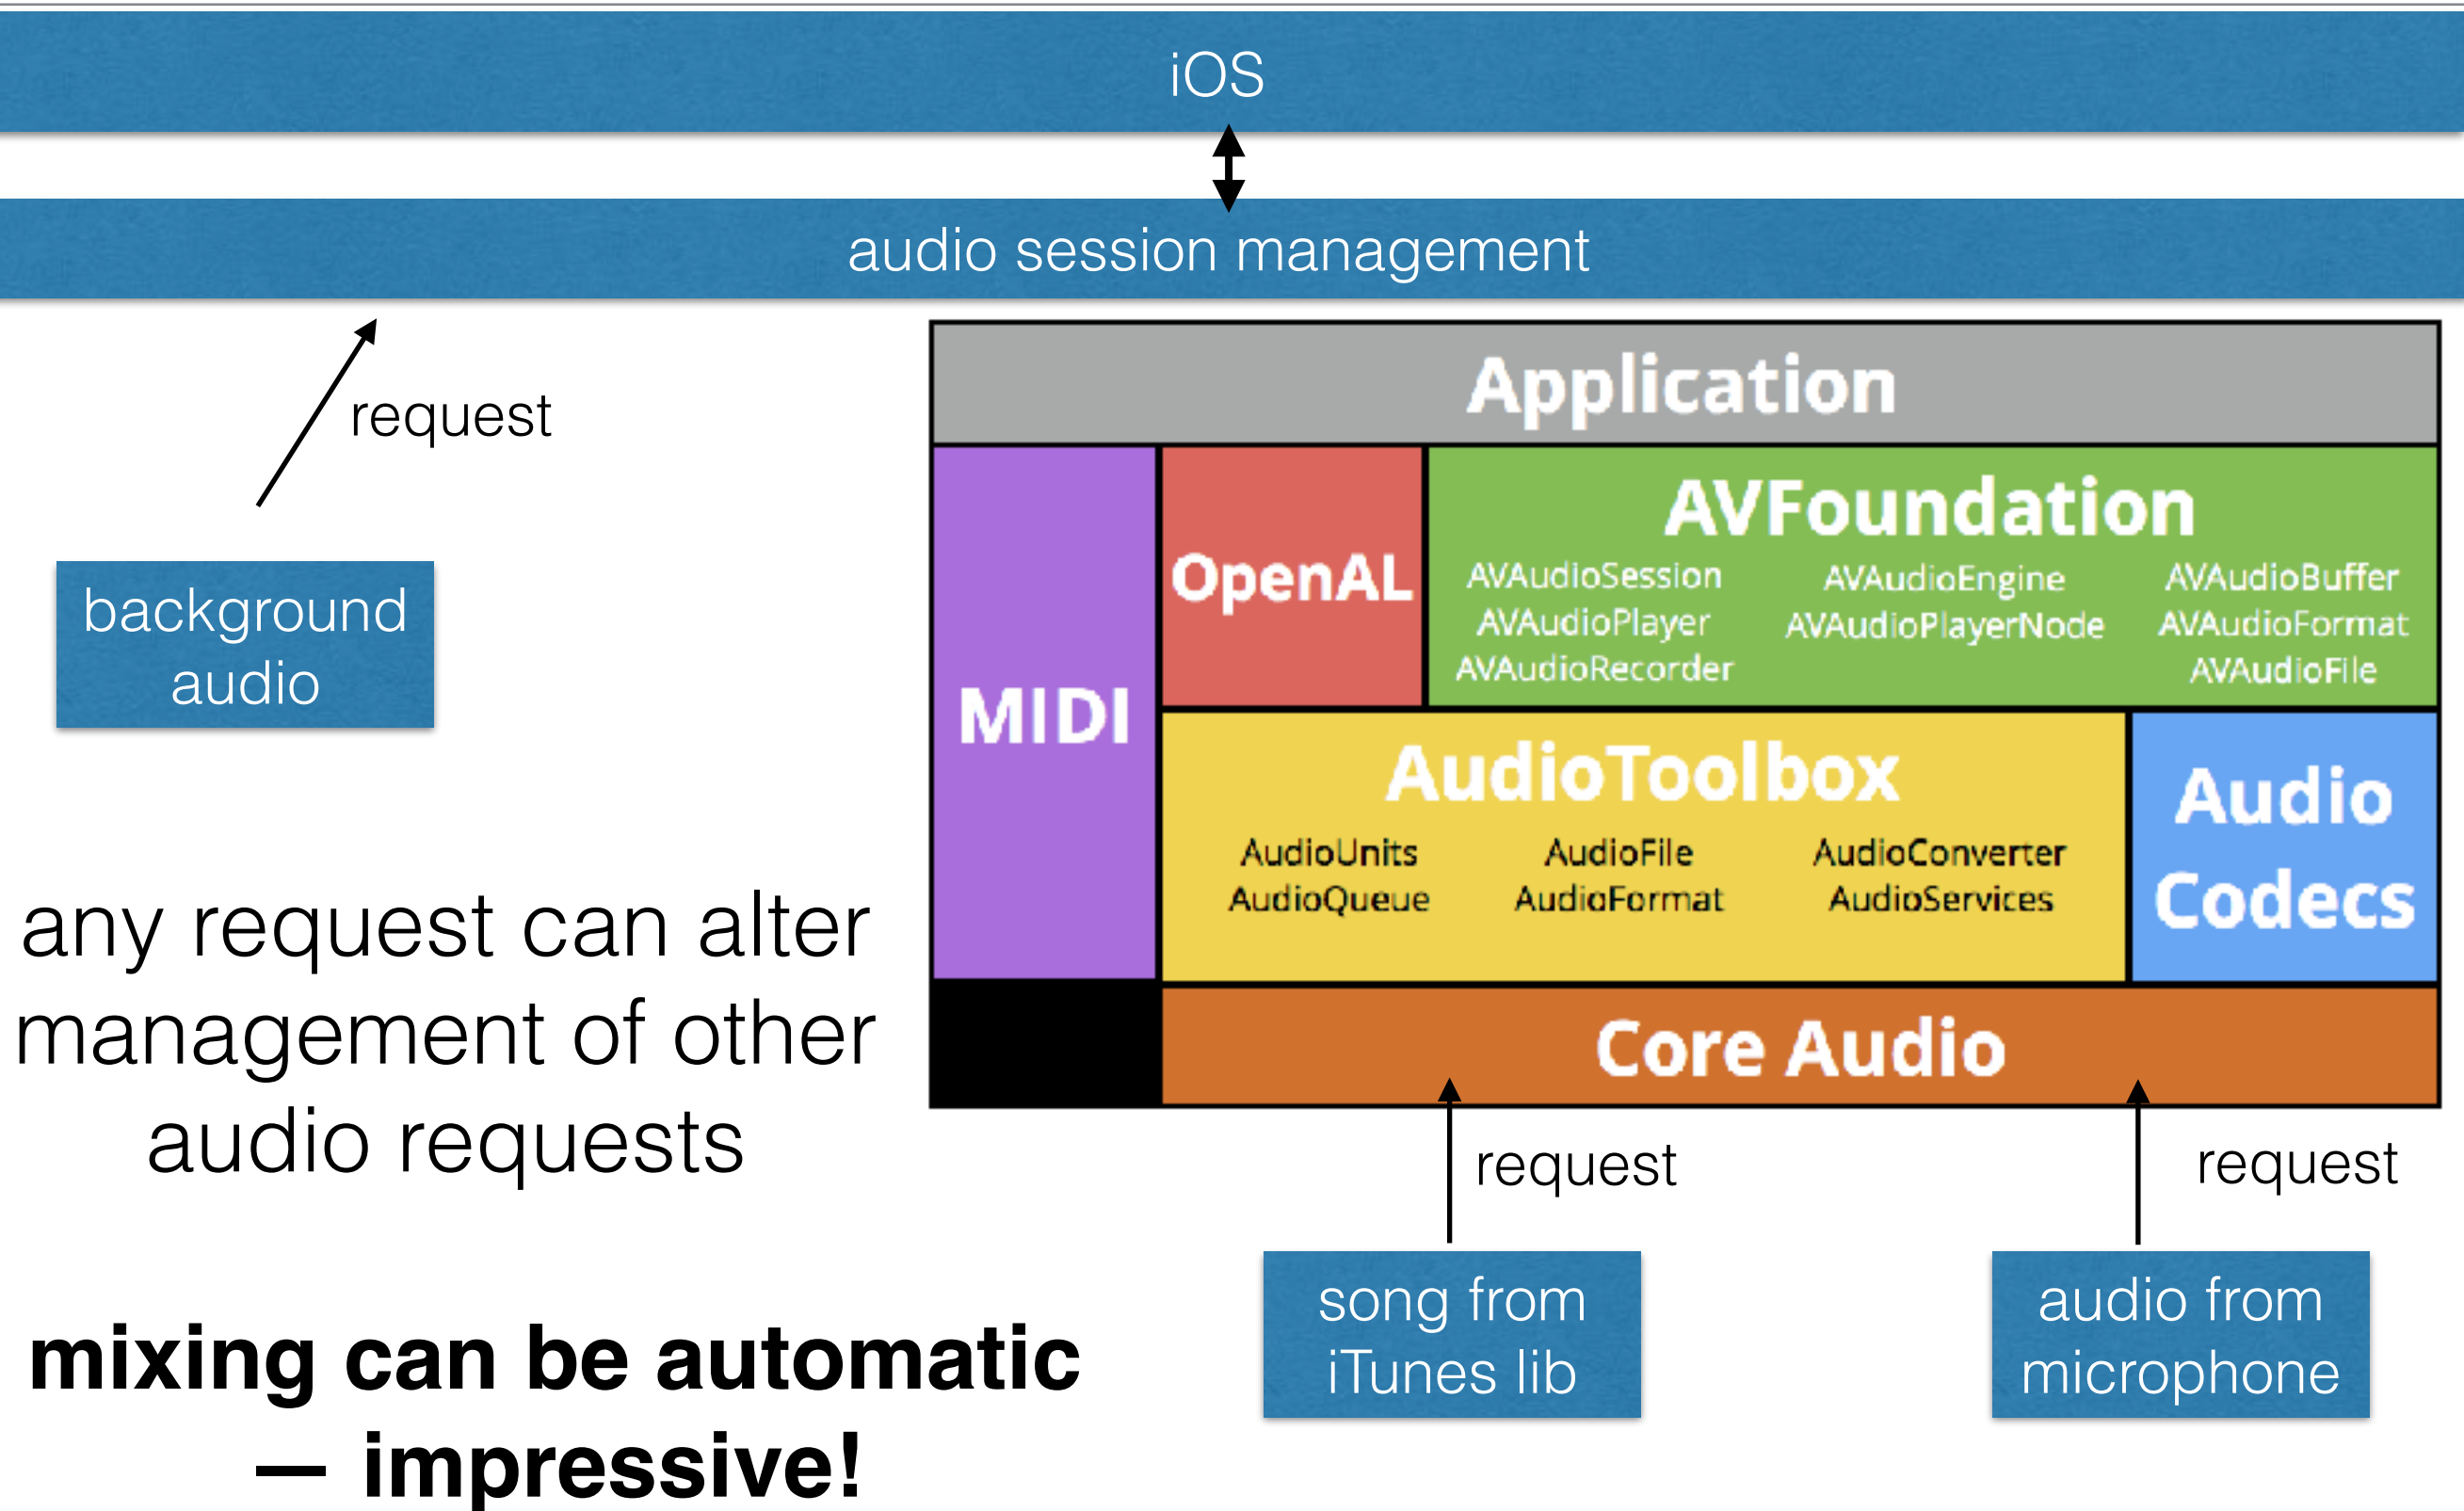 iOS
audio session management
request
background
audio
any request can alter
management of other
audio requests
mixing can be automatic
— impressive!
Application
MIDI
OpenAL
AVFoundation
AVAudioSession
AVAudioPlayer
AVAudioRecorder
AVAudioEngine
AVAudioPlayerNode
AVAudioBuffer
AVAudioFormat
AVAudioFile
AudioToolbox
AudioUnits
AudioQueue
AudioFile
AudioFormat
AudioConverter
AudioServices
Audio
Codecs
Core Audio
request
song from
iTunes lib
request
audio from
microphone